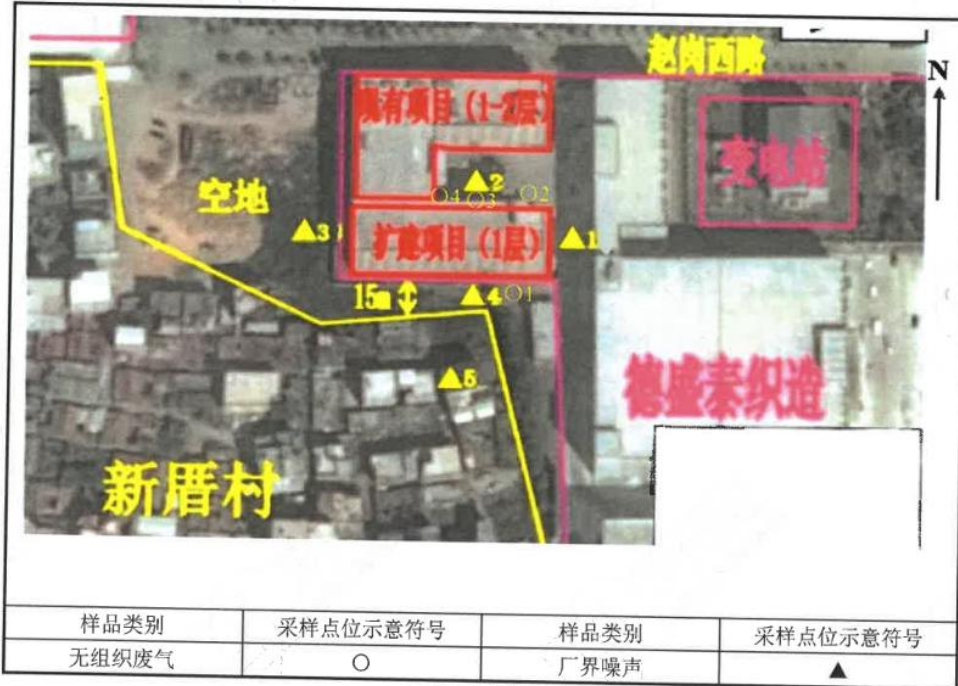 赵岗西路
N
现有项目（1-2层）
变电站
▲2
○4
○3
○2
空地
▲3
扩建项目（1层）
▲1
15m
▲4
○1
▲5
德盛泰织造
新厝村
样品类别 采样点位示意符号 样品类别 采样点位示意符号
无组织废气 ○ 厂界噪声 ▲